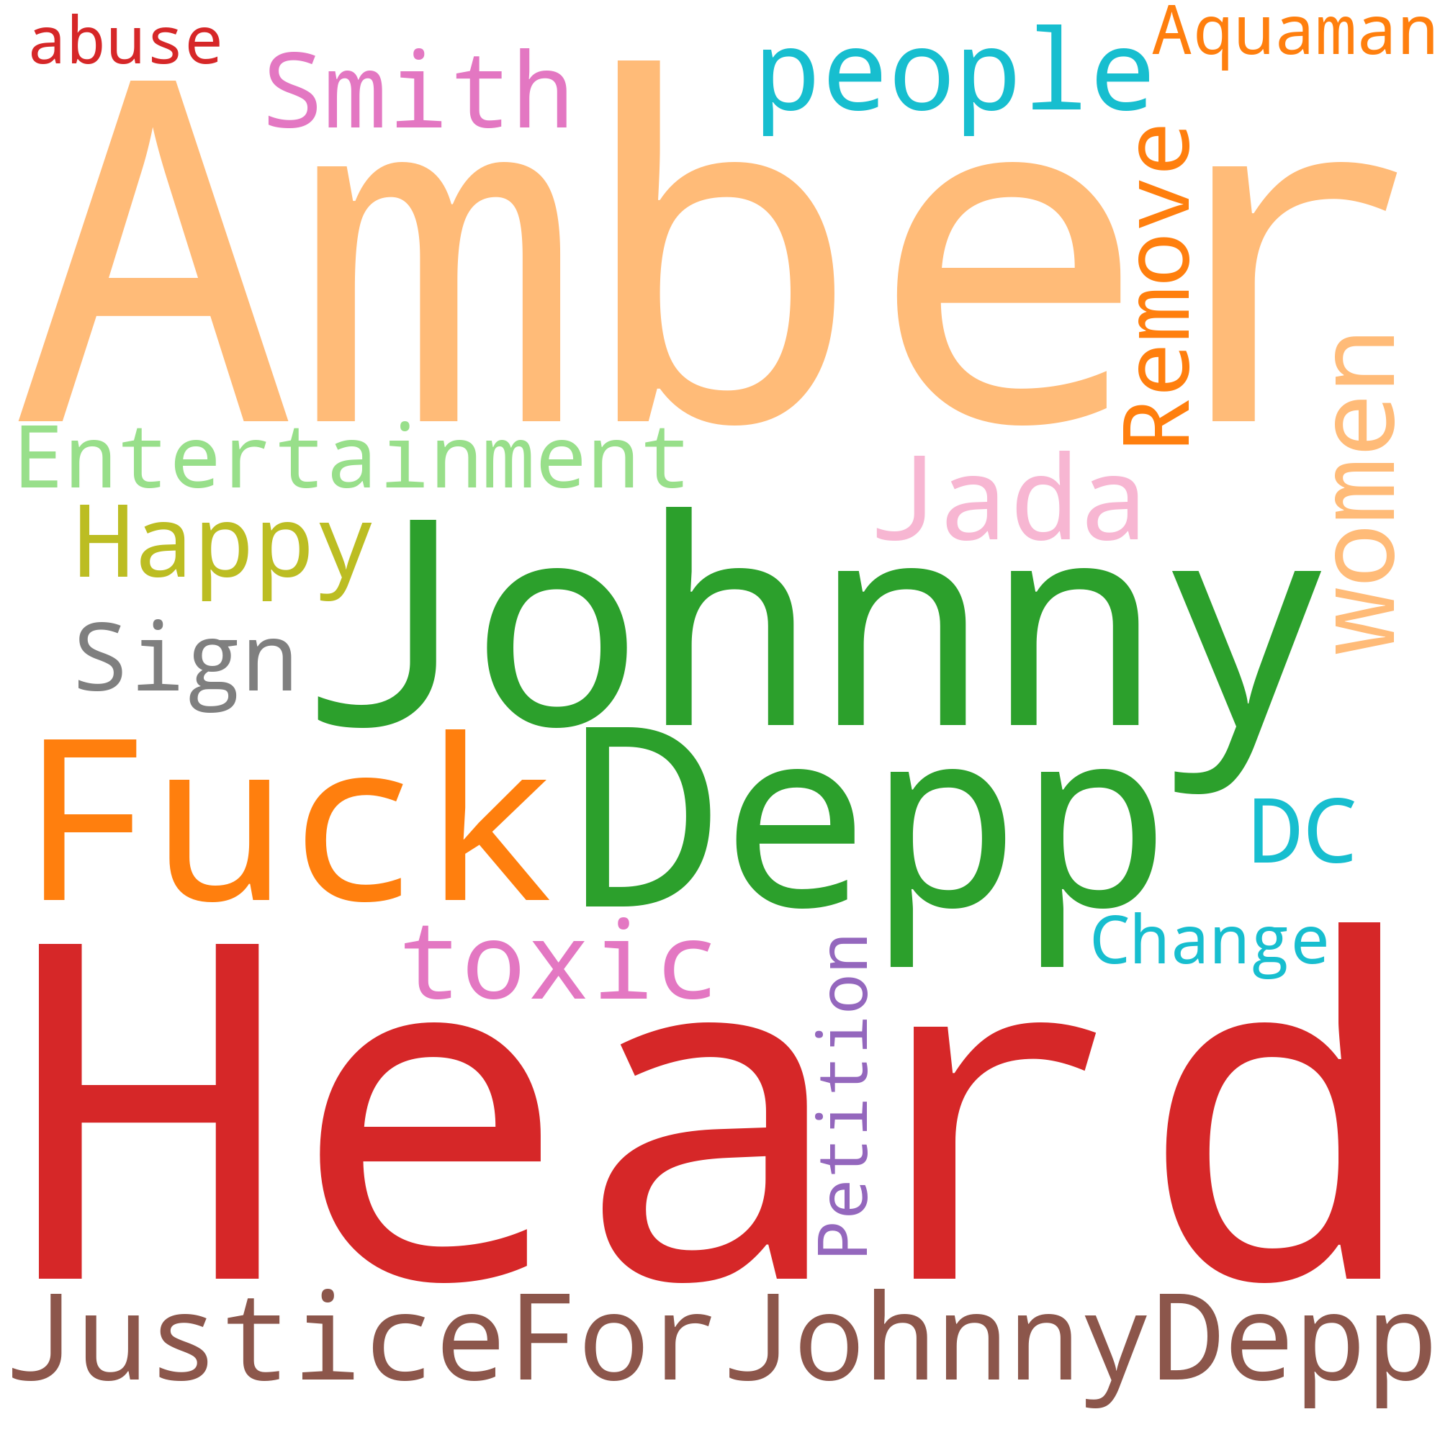 abuse
Smith
people
Aquaman
Amber
Remove
women
Entertainment
Jada
Happy
Johnny
Sign
Fuck
Depp
DC
toxic
Change
Petition
Heard
JusticeForJohnnyDepp